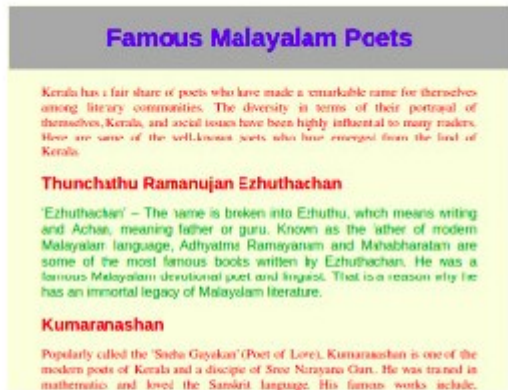 Famous Malayalam Poets
Kerala has a fair share of poets who have made a remarkable name for themselves
among literary communities. The diversity in terms of their portrayal of
themselves, Kerala, and social issues have been highly influential to many readers.
Here are some of the well-known poets who have emerged from the land of
Kerala.
Thunchathu Ramanujan Ezhuthachan
'Ezhuthachan' – The name is broken into Ezhuthu, which means writing
and Achan, meaning father or guru. Known as the father of modern
Malayalam language, Adhyatma Ramayanam and Mahabharatam are
some of the most famous books written by Ezhuthachan. He was a
famous Malayalam devotional poet and linguist. That is a reason why he
has an immortal legacy of Malayalam literature.
Kumaranashan
Popularly called the 'Sneha Gayakan' (Poet of Love), Kumaranashan is one of the
modern poets of Kerala and a disciple of Sree Narayana Guru. He was trained in
mathematics and loved the Sanskrit language. His famous works include,